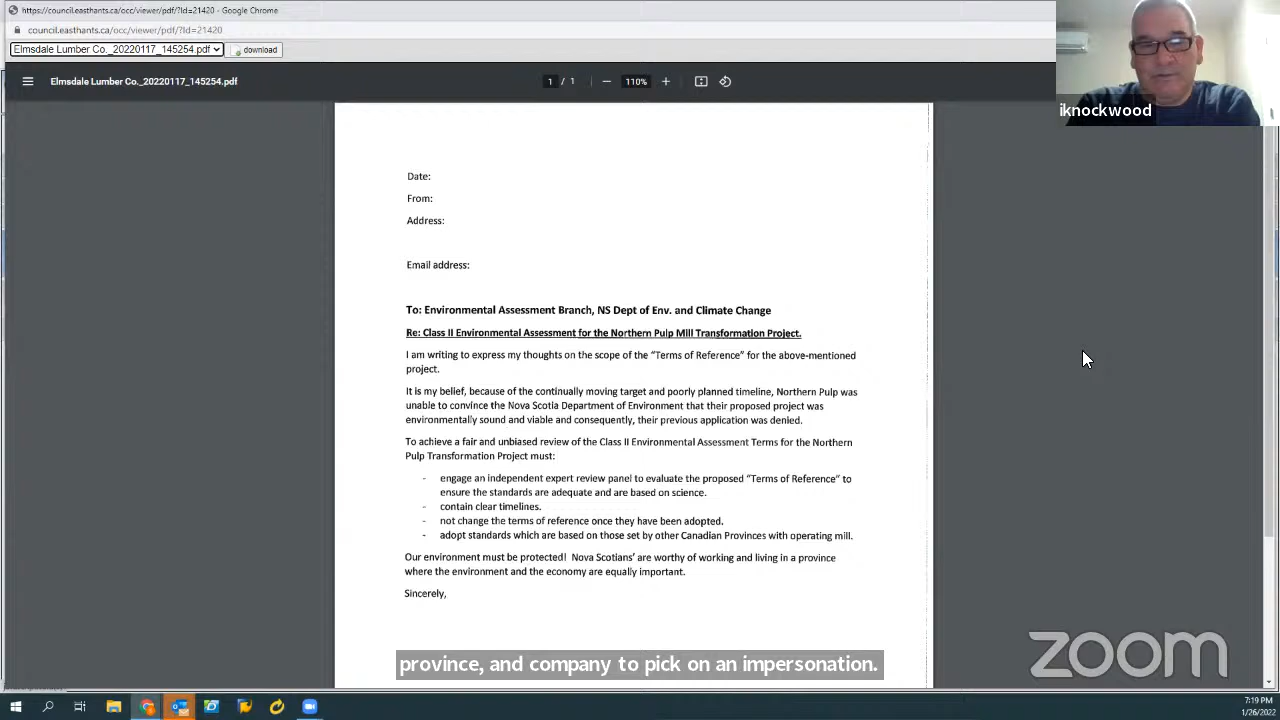 https://council.easthants.ca/occ/viewer/pdf/?Id=21420 - Google Chrome
council.easthants.ca/occ/viewer/pdf/?Id=21420
Elmsdale Lumber Co._20220117_145254.pdf
download
Elmsdale Lumber Co._20220117_145254.pdf
1 / 1
110%
iknockwood
Date:
From:
Address:
Email address:
To: Environmental Assessment Branch, NS Dept of Env. and Climate Change
Re: Class II Environmental Assessment for the Northern Pulp Mill Transformation Project.
I am writing to express my thoughts on the scope of the “Terms of Reference” for the above-mentioned
project.
It is my belief, because of the continually moving target and poorly planned timeline, Northern Pulp was
unable to convince the Nova Scotia Department of Environment that their proposed project was
environmentally sound and viable and consequently, their previous application was denied.
To achieve a fair and unbiased review of the Class II Environmental Assessment Terms for the Northern
Pulp Transformation Project must:
- engage an independent expert review panel to evaluate the proposed “Terms of Reference” to
ensure the standards are adequate and are based on science.
- contain clear timelines.
- not change the terms of reference once they have been adopted.
- adopt standards which are based on those set by other Canadian Provinces with operating mill.
Our environment must be protected! Nova Scotians’ are worthy of working and living in a province
where the environment and the economy are equally important.
Sincerely,
province, and company to pick on an impersonation.
zoom
7:19 PM
1/26/2022